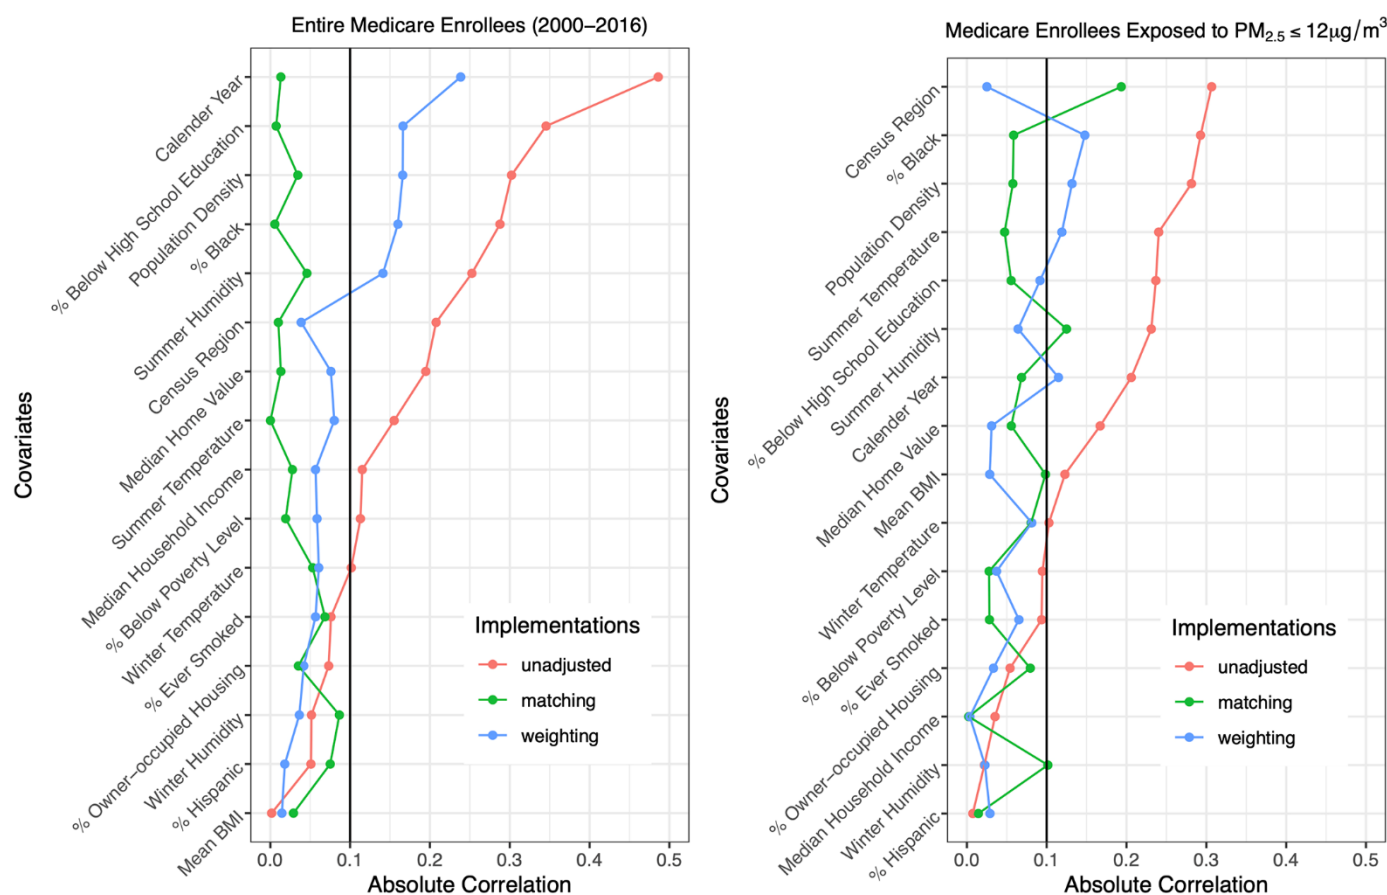 Entire Medicare Enrollees (2000−2016)
Calender Year
% Below High School Education
Population Density
% Black
Summer Humidity
Census Region
Median Home Value
Summer Temperature
Median Household Income
% Below Poverty Level
Winter Temperature
% Ever Smoked
% Owner−occupied Housing
Winter Humidity
% Hispanic
Mean BMI
Covariates
Implementations
unadjusted
matching
weighting
0.0 0.1 0.2 0.3 0.4 0.5
Absolute Correlation
Medicare Enrollees Exposed to PM2.5 ≤ 12μg/m³
Census Region
% Black
Population Density
Summer Temperature
% Below High School Education
Summer Humidity
Calender Year
Median Home Value
Mean BMI
Winter Temperature
% Below Poverty Level
% Ever Smoked
% Owner−occupied Housing
Median Household Income
Winter Humidity
% Hispanic
Covariates
Implementations
unadjusted
matching
weighting
0.0 0.1 0.2 0.3 0.4 0.5
Absolute Correlation